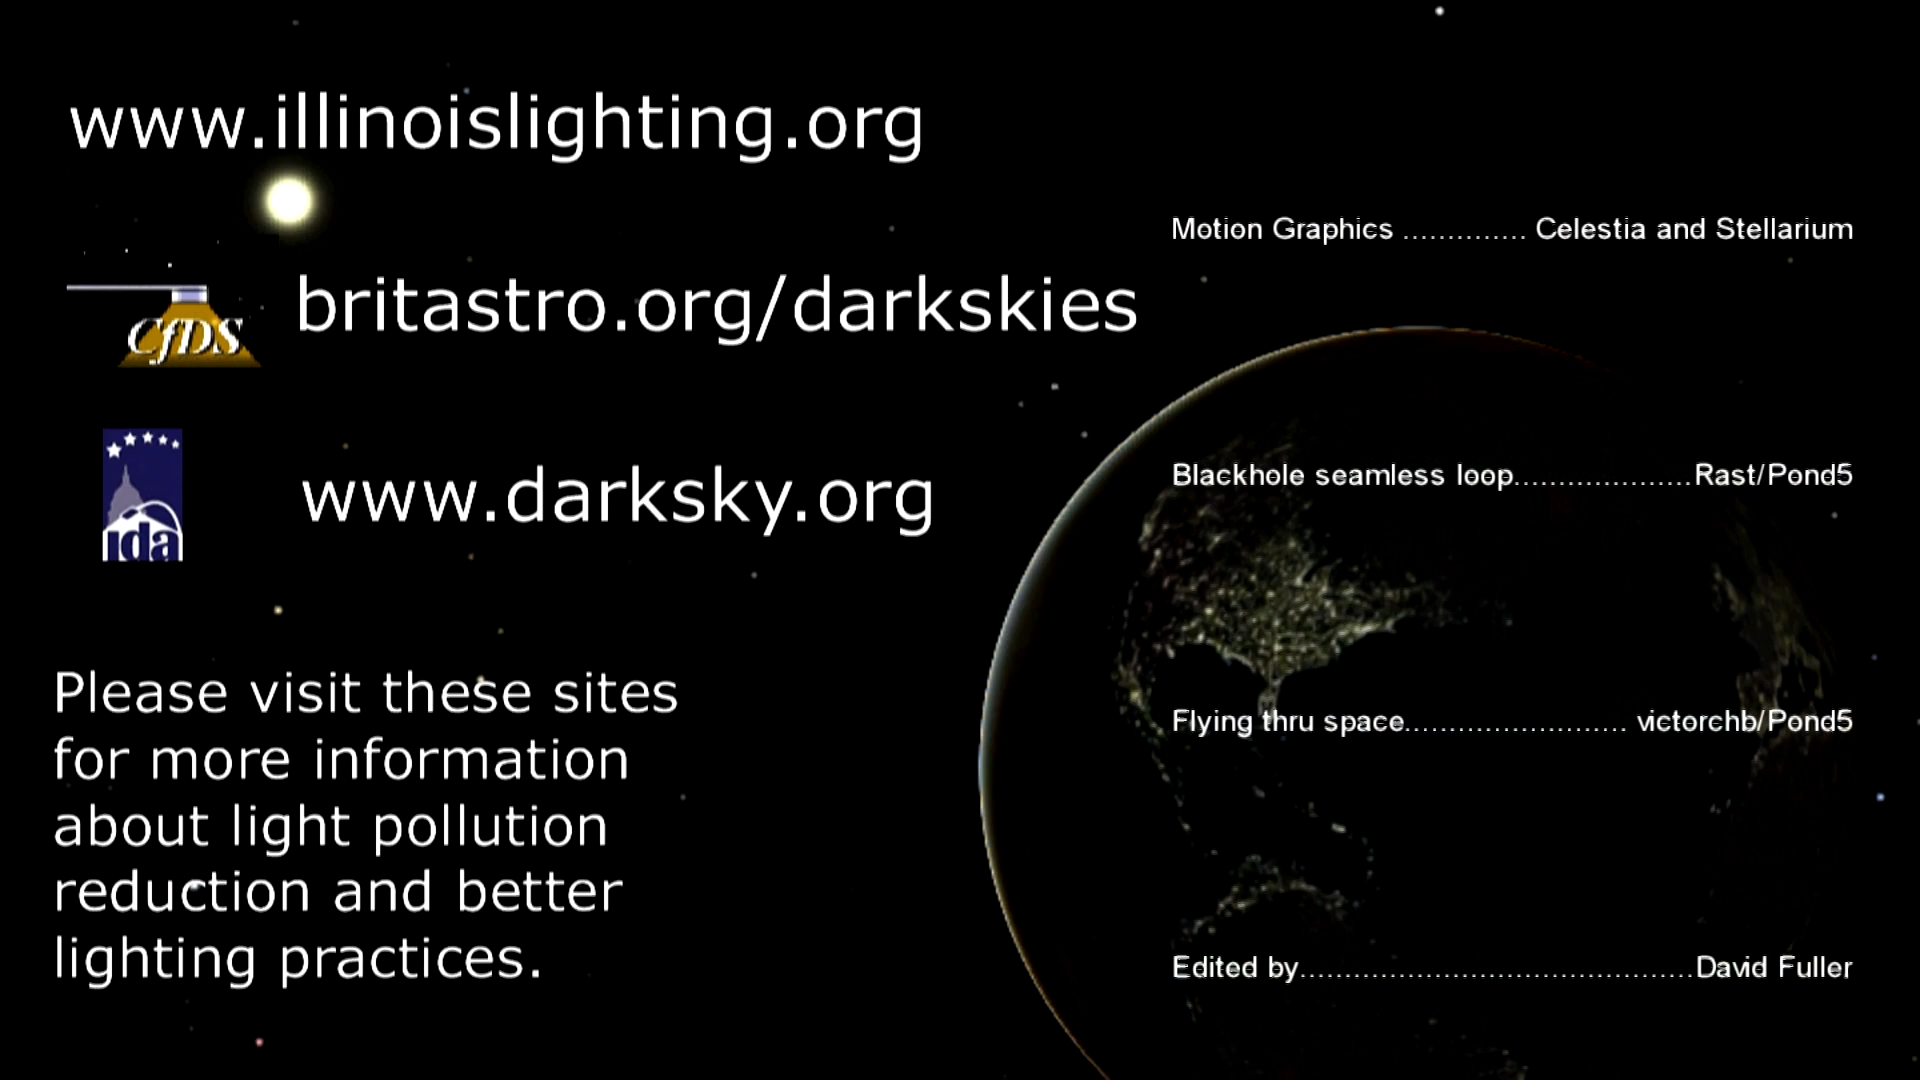 www.illinoislighting.org
CfDS
britastro.org/darkskies
ida
www.darksky.org
Please visit these sites
for more information
about light pollution
reduction and better
lighting practices.
Motion Graphics .............. Celestia and Stellarium
Blackhole seamless loop....................Rast/Pond5
Flying thru space......................... victorchb/Pond5
Edited by............................................David Fuller